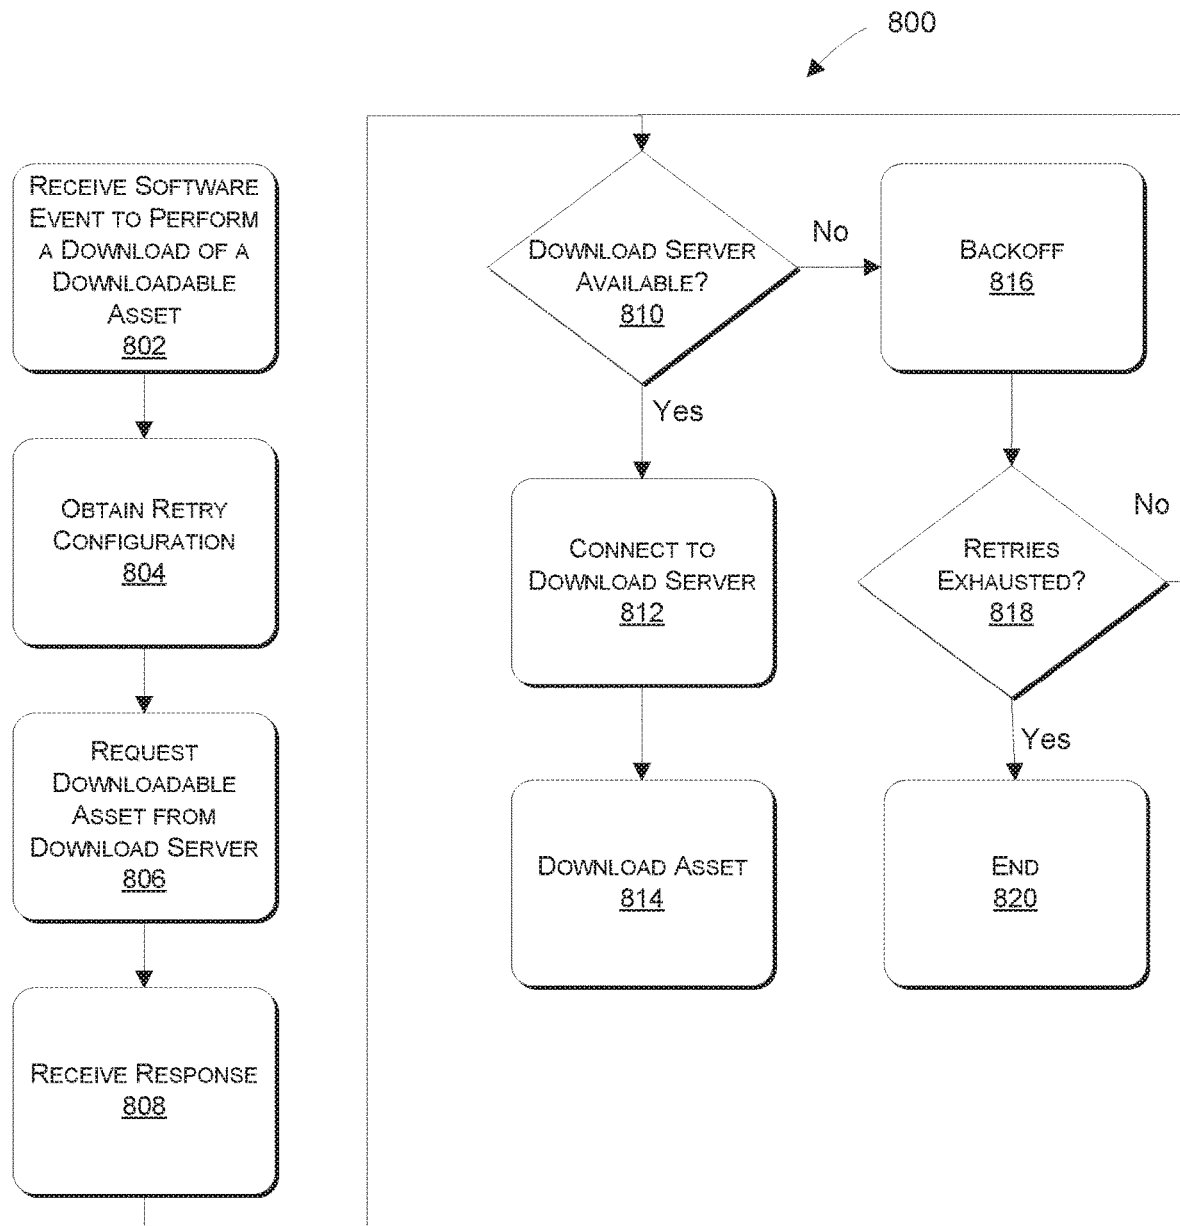 800
RECEIVE SOFTWARE
EVENT TO PERFORM
A DOWNLOAD OF A
DOWNLOADABLE
ASSET
802
OBTAIN RETRY
CONFIGURATION
804
REQUEST
DOWNLOADABLE
ASSET FROM
DOWNLOAD SERVER
806
RECEIVE RESPONSE
808
DOWNLOAD SERVER
AVAILABLE?
810
No
Yes
CONNECT TO
DOWNLOAD SERVER
812
DOWNLOAD ASSET
814
BACKOFF
816
RETRIES
EXHAUSTED?
818
No
Yes
END
820